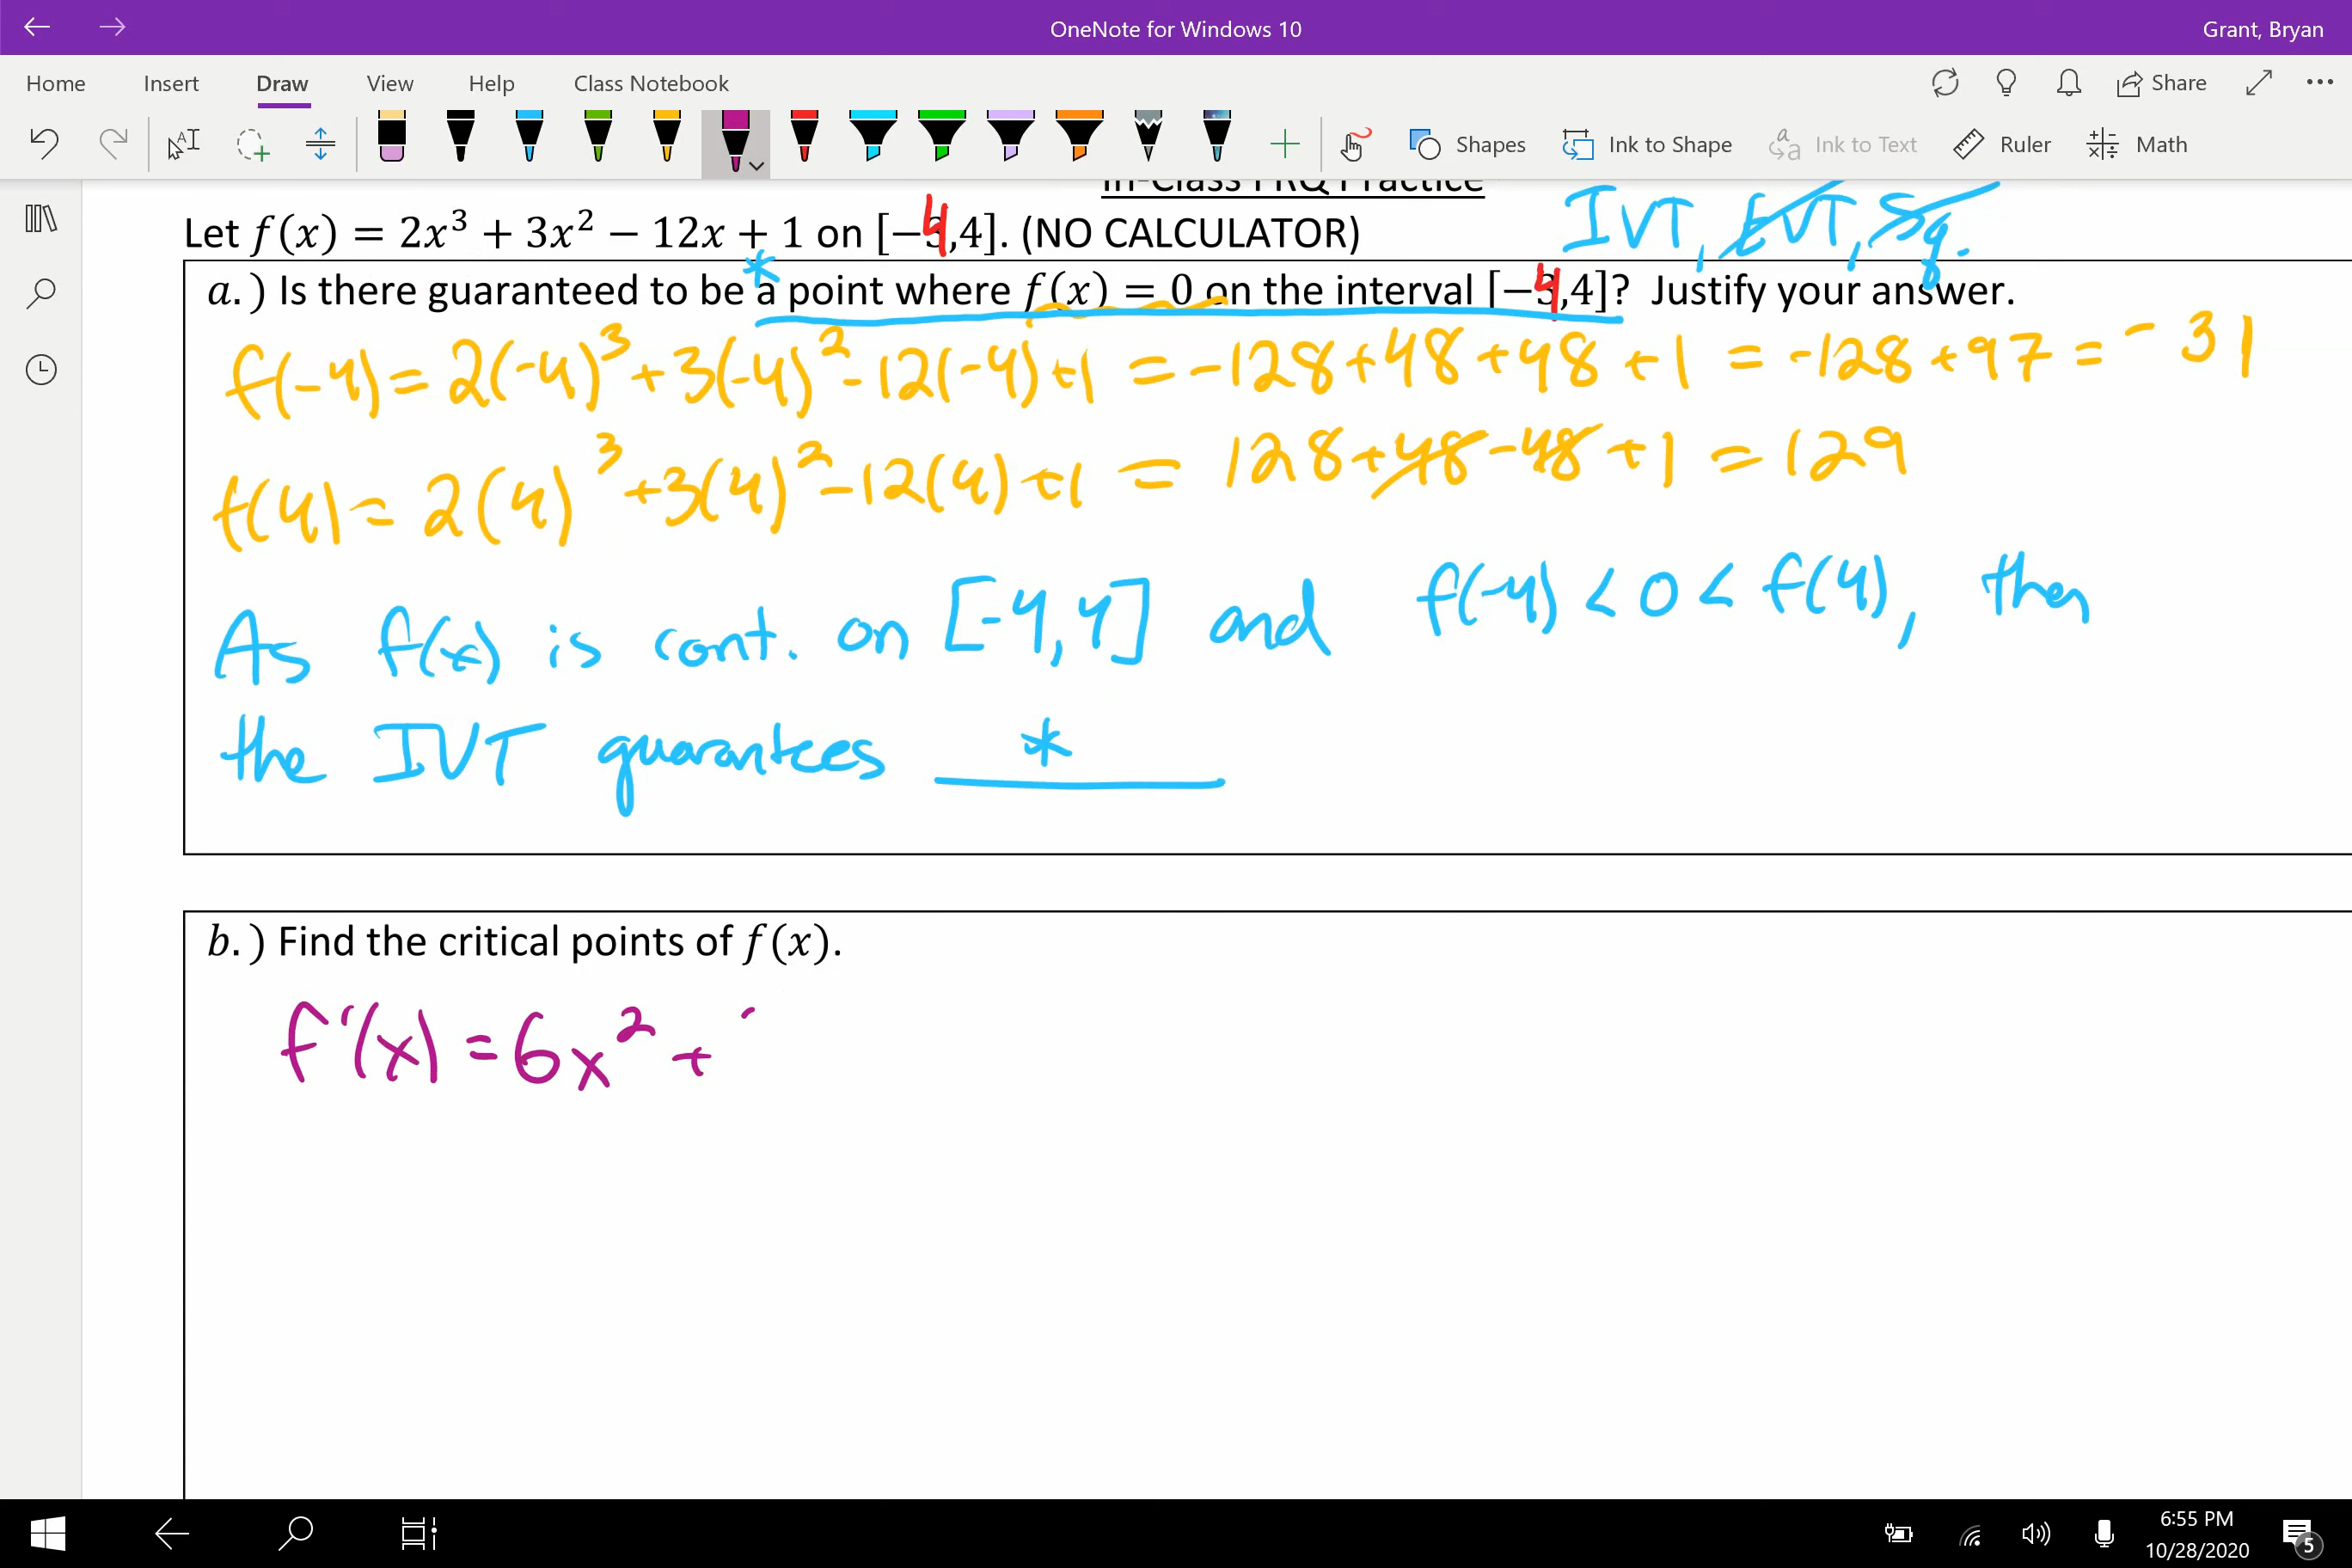 OneNote for Windows 10
Grant, Bryan
Home Insert Draw View Help Class Notebook
Share
Shapes Ink to Shape Ink to Text Ruler Math
In-Class FRQ Practice
IVT, EVT, Sq.
Let f(x) = 2x³ + 3x² − 12x + 1 on [−4,4]. (NO CALCULATOR)
a.) Is there guaranteed to be *a point where f(x) = 0 on the interval [−4,4]? Justify your answer.
f(-4) = 2(-4)³ + 3(-4)² - 12(-4) + 1 = -128 + 48 + 48 + 1 = -128 + 97 = -31
f(4) = 2(4)³ + 3(4)² - 12(4) + 1 = 128 + 48 - 48 + 1 = 129
As f(x) is cont. on [-4,4] and f(-4) < 0 < f(4), then
the IVT guarantees *
b.) Find the critical points of f(x).
f'(x) = 6x² +
6:55 PM
10/28/2020
5